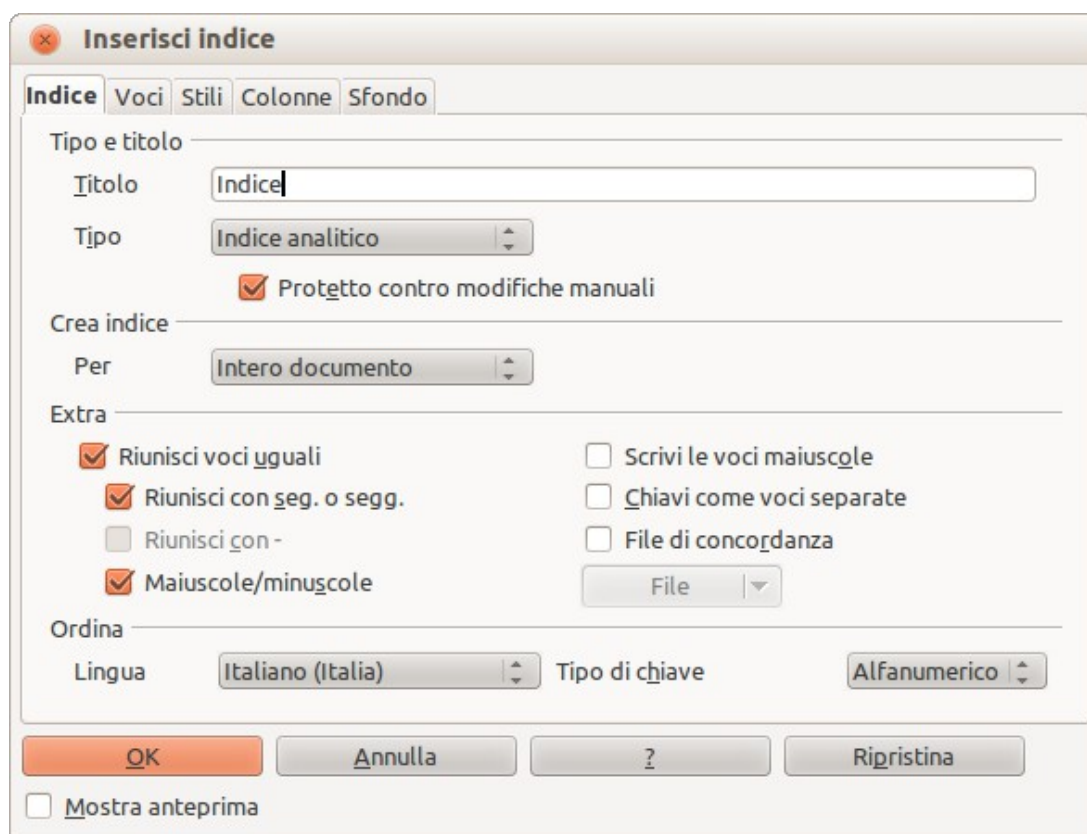 Inserisci indice
Indice Voci Stili Colonne Sfondo
Tipo e titolo
Titolo Indice
Tipo Indice analitico
Protetto contro modifiche manuali
Crea indice
Per Intero documento
Extra
Riunisci voci uguali Scrivi le voci maiuscole
Riunisci con seg. o segg. Chiavi come voci separate
Riunisci con - File di concordanza
Maiuscole/minuscole File
Ordina
Lingua Italiano (Italia) Tipo di chiave Alfanumerico
OK Annulla ? Ripristina
Mostra anteprima